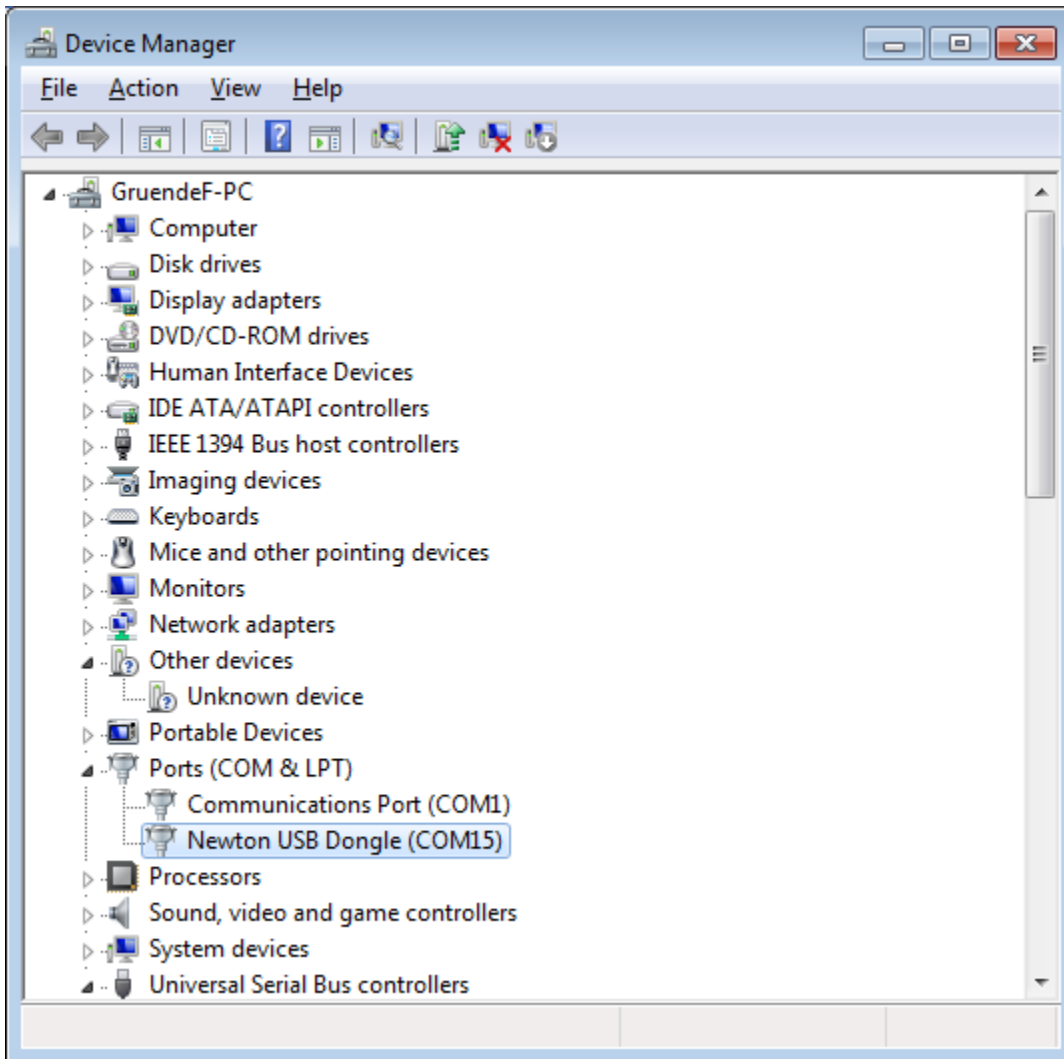 Device Manager
File Action View Help
GruendeF-PC
Computer
Disk drives
Display adapters
DVD/CD-ROM drives
Human Interface Devices
IDE ATA/ATAPI controllers
IEEE 1394 Bus host controllers
Imaging devices
Keyboards
Mice and other pointing devices
Monitors
Network adapters
Other devices
Unknown device
Portable Devices
Ports (COM & LPT)
Communications Port (COM1)
Newton USB Dongle (COM15)
Processors
Sound, video and game controllers
System devices
Universal Serial Bus controllers